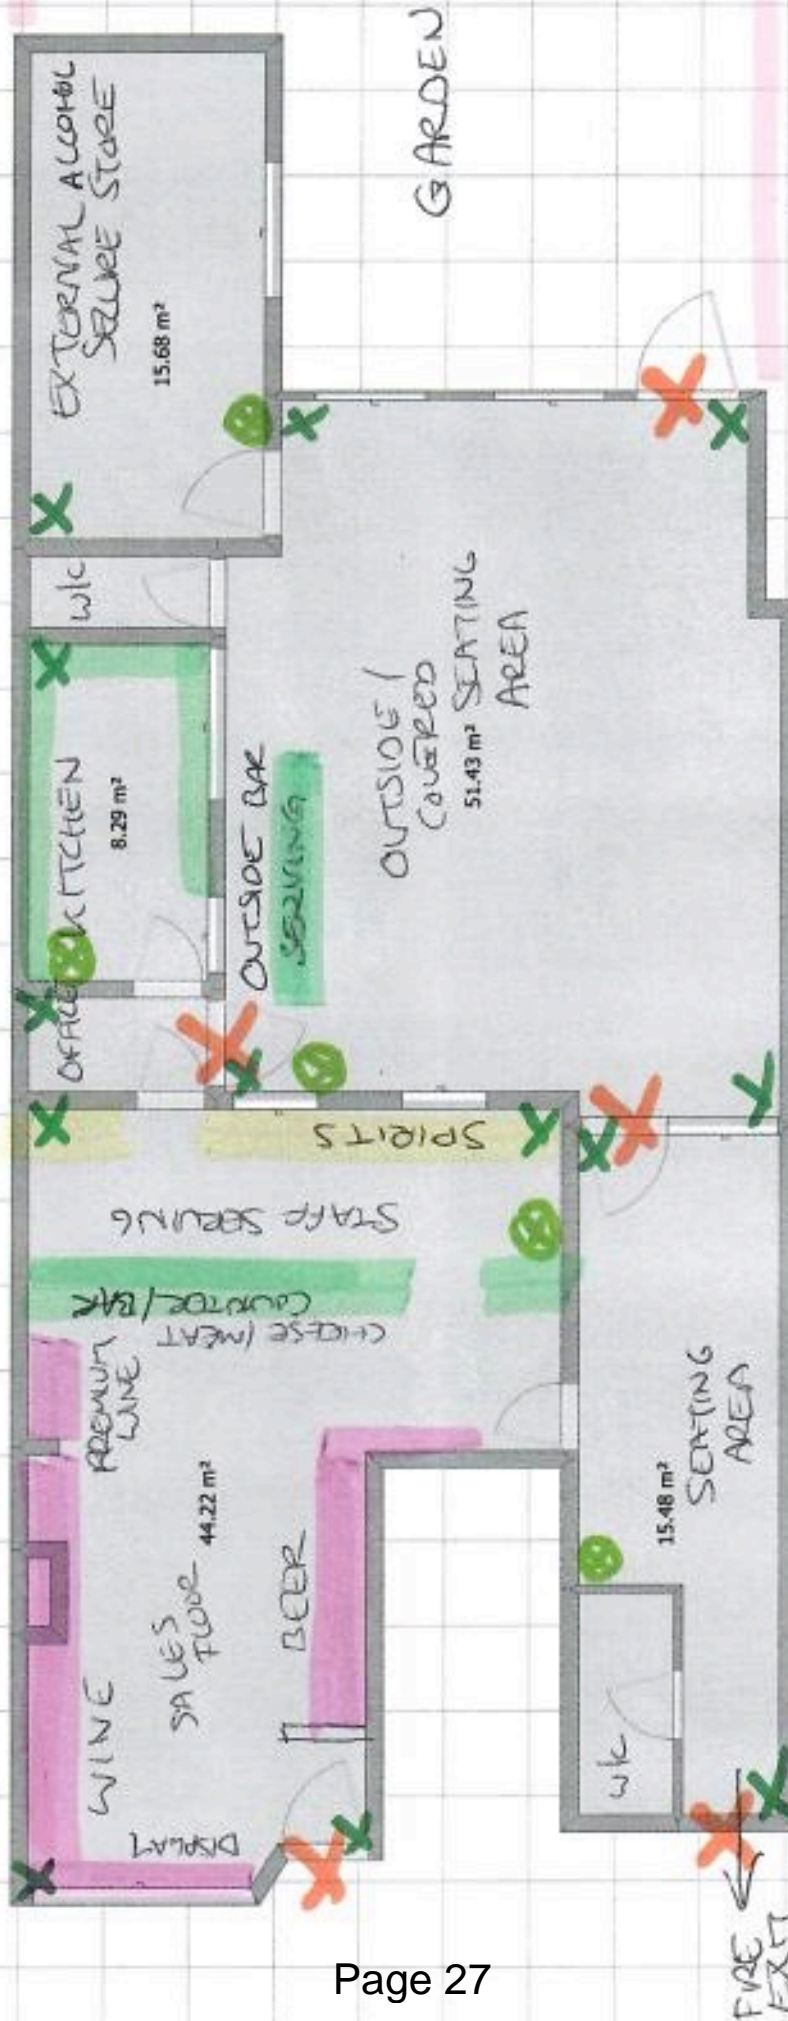 EXTERNAL ALCOHOL
SECURE STORE
15.68 m²
GARDEN
WC
KITCHEN
8.29 m²
OFFICE
OUTSIDE BAR
SERVING
OUTSIDE /
COVERED SEATING
AREA
51.43 m²
SPIRITS
STAFF SERVING
COUNTER/BAR
CHEESE/MEAT
PREMIUM
WINE
44.22 m²
SALES
FLOOR
BEER
WINE
DISPLAY
SEATING
AREA
15.48 m²
WC
FIRE
EXIT
Page 27